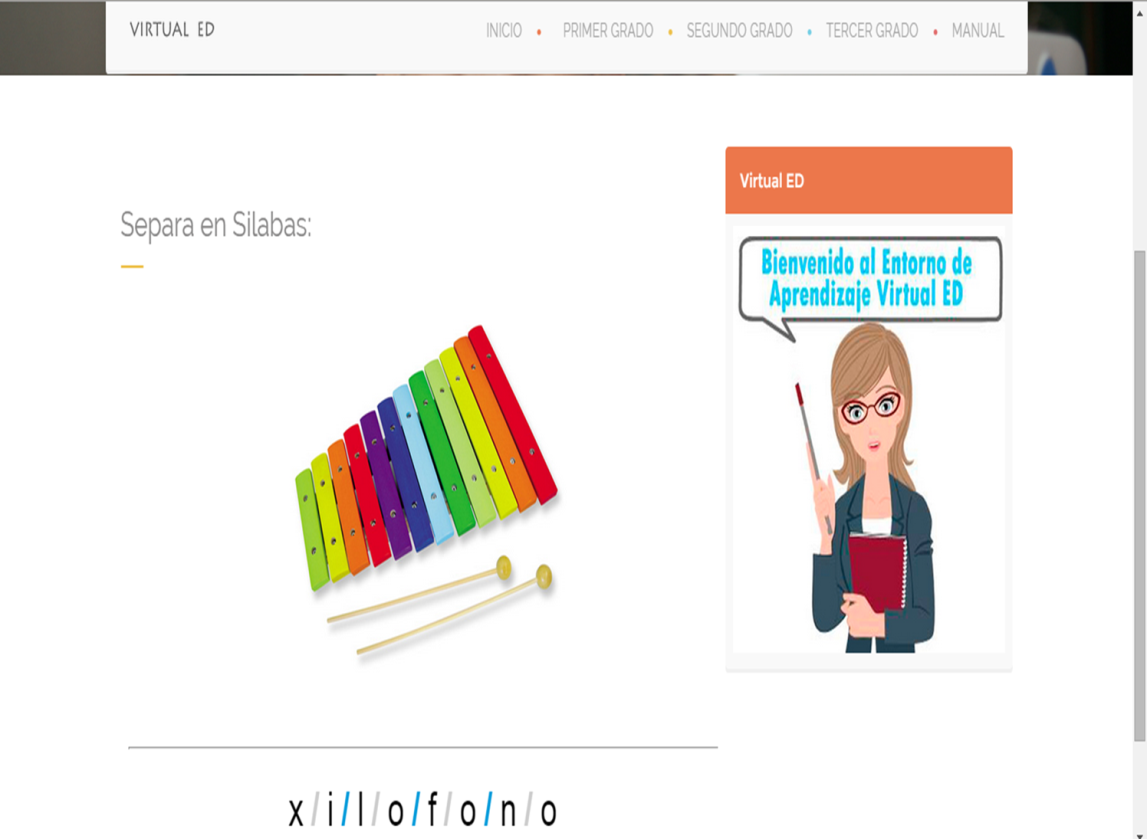 VIRTUAL ED
INICIO • PRIMER GRADO • SEGUNDO GRADO • TERCER GRADO • MANUAL
Separa en Silabas:
Virtual ED
Bienvenido al Entorno de
Aprendizaje Virtual ED
x/i/l/o/f/o/n/o